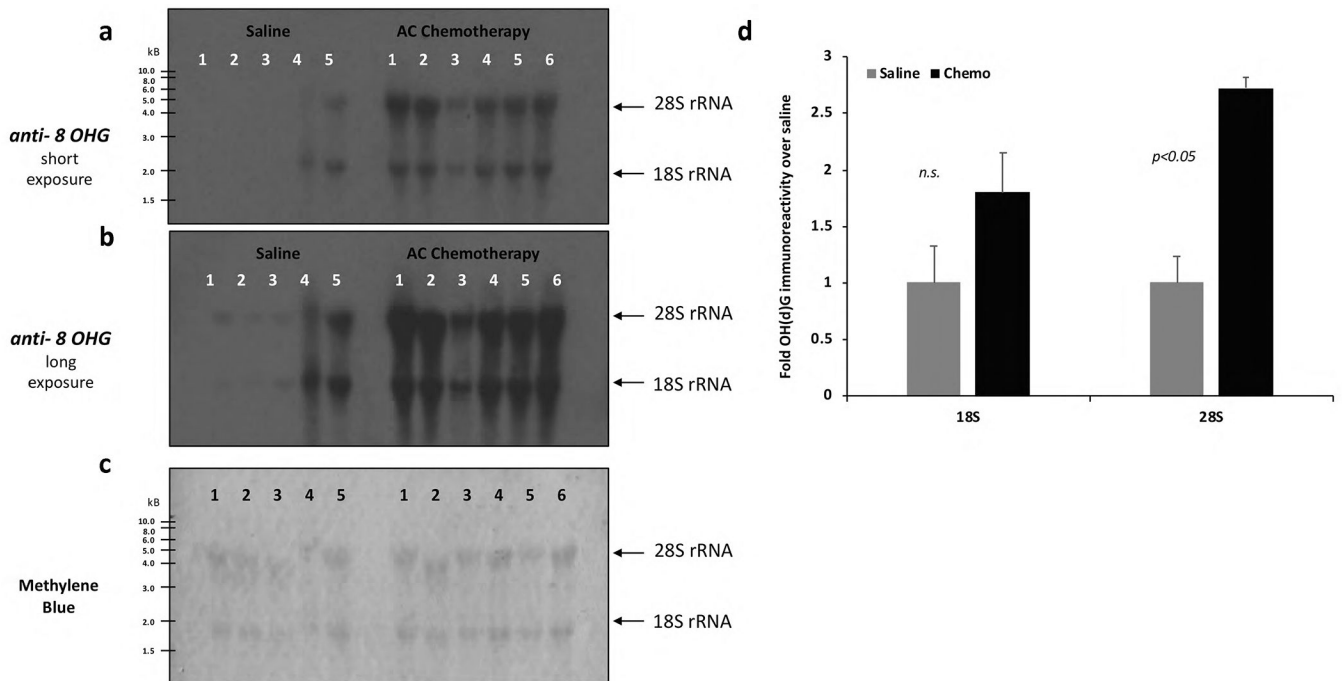 a
Saline AC Chemotherapy
kB
1 2 3 4 5 1 2 3 4 5 6
10.0
8.0
6.0
5.0
4.0
3.0
2.0
1.5
anti- 8 OHG
short
exposure
28S rRNA
18S rRNA
b
Saline AC Chemotherapy
1 2 3 4 5 1 2 3 4 5 6
anti- 8 OHG
long
exposure
28S rRNA
18S rRNA
c
kB
1 2 3 4 5 1 2 3 4 5 6
10.0
8.0
6.0
5.0
4.0
3.0
2.0
1.5
Methylene
Blue
28S rRNA
18S rRNA
d
Fold OH(d)G immunoreactivity over saline
3
2.5
2
1.5
1
0.5
0
Saline Chemo
n.s.
p<0.05
18S 28S